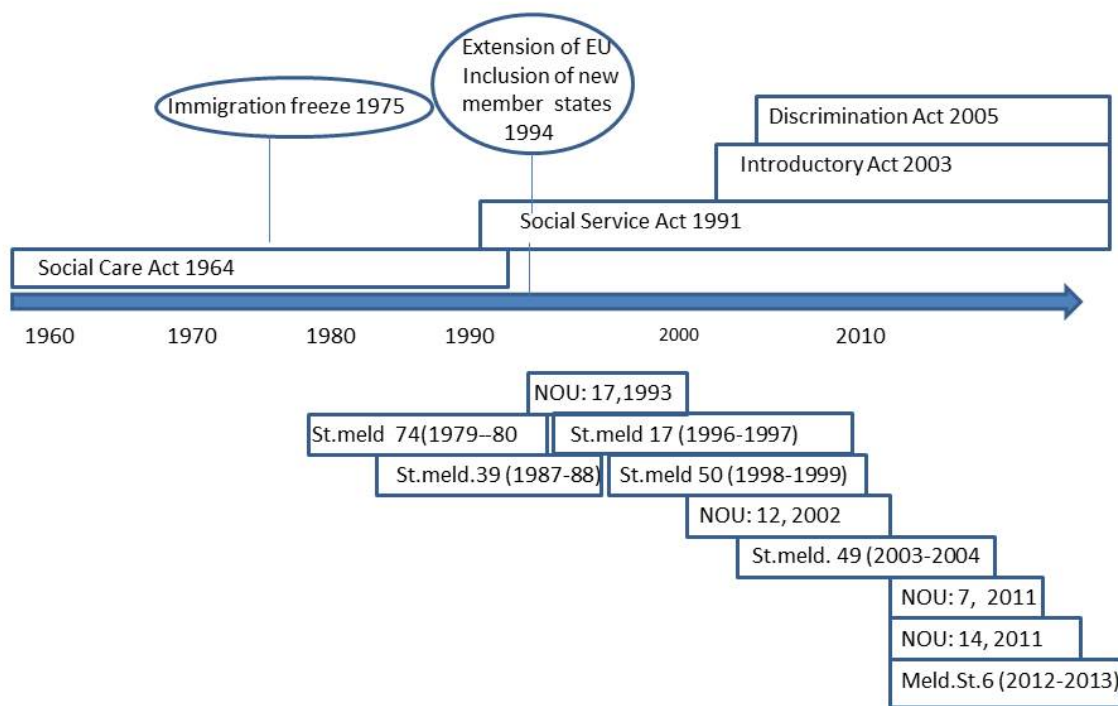 Extension of EU
Inclusion of new
member states
1994
Immigration freeze 1975
Discrimination Act 2005
Introductory Act 2003
Social Service Act 1991
Social Care Act 1964
1960 1970 1980 1990 2000 2010
NOU: 17,1993
St.meld 74(1979--80
St.meld 17 (1996-1997)
St.meld.39 (1987-88)
St.meld 50 (1998-1999)
NOU: 12, 2002
St.meld. 49 (2003-2004
NOU: 7, 2011
NOU: 14, 2011
Meld.St.6 (2012-2013)